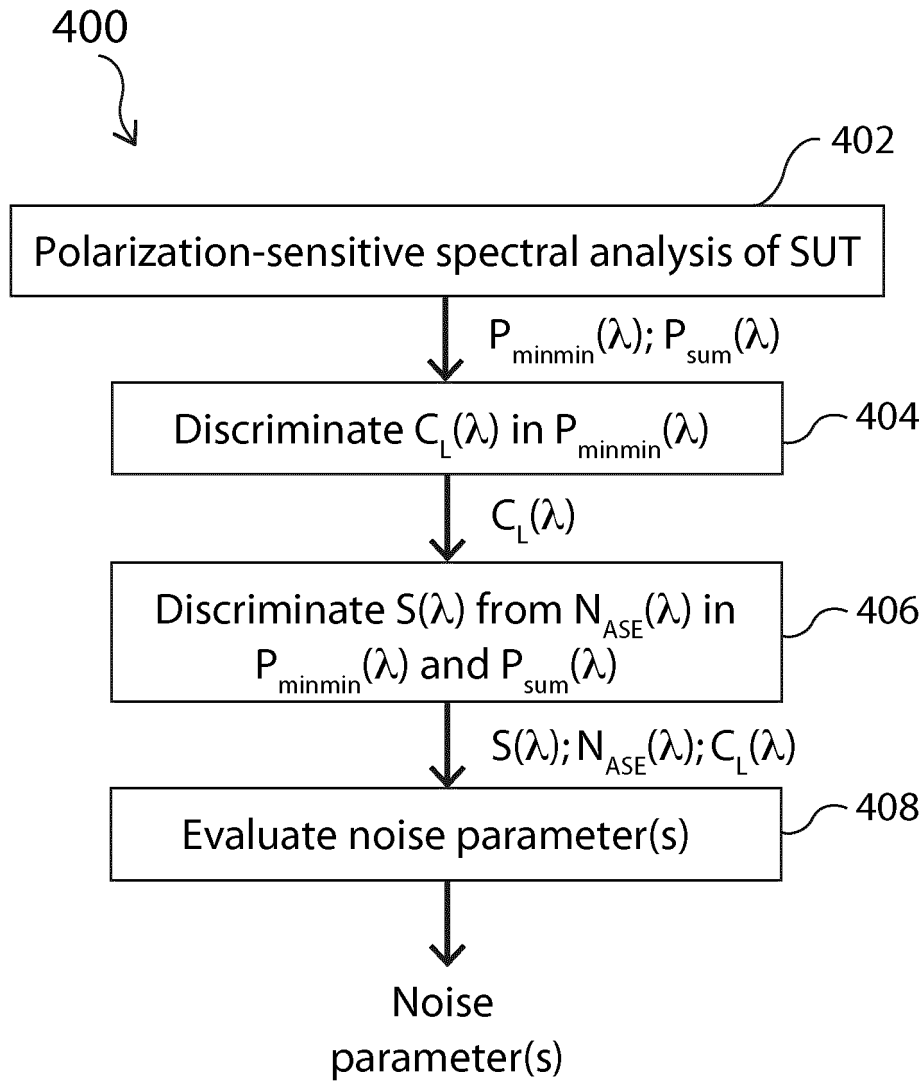 400
402
Polarization-sensitive spectral analysis of SUT
P_minmin(λ); P_sum(λ)
Discriminate C_L(λ) in P_minmin(λ)
404
C_L(λ)
Discriminate S(λ) from N_ASE(λ) in
P_minmin(λ) and P_sum(λ)
406
S(λ); N_ASE(λ); C_L(λ)
Evaluate noise parameter(s)
408
Noise
parameter(s)